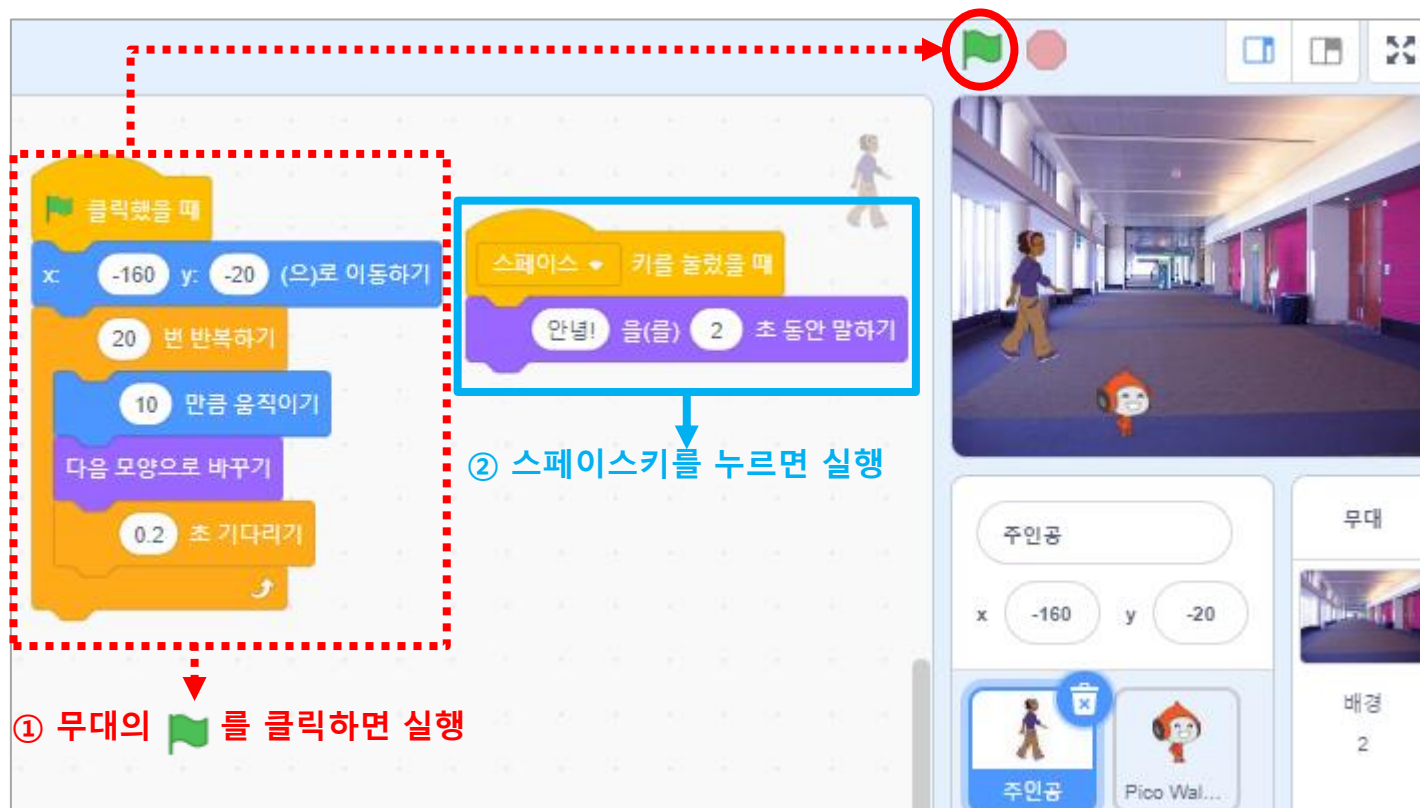 클릭했을 때
x: -160 y: -20 (으)로 이동하기
20 번 반복하기
10 만큼 움직이기
다음 모양으로 바꾸기
0.2 초 기다리기
① 무대의 를 클릭하면 실행
스페이스 키를 눌렀을 때
안녕! 을(를) 2 초 동안 말하기
② 스페이스키를 누르면 실행
주인공
x -160 y -20
주인공
Pico Wal...
무대
배경
2